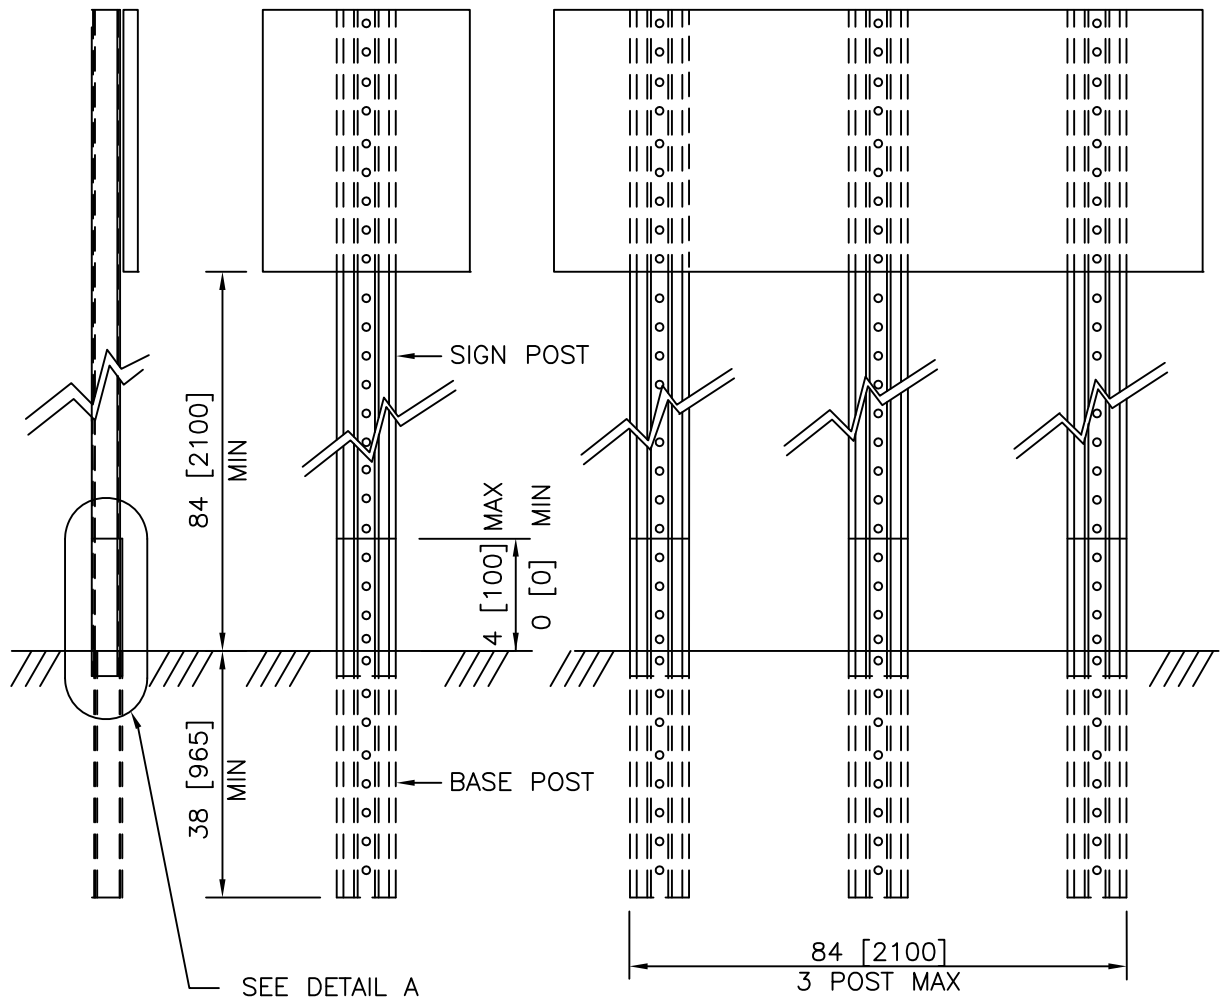 SIGN POST
84 [2100]
MIN
4 [100] MAX
0 [0] MIN
38 [965]
MIN
BASE POST
84 [2100]
3 POST MAX
SEE DETAIL A